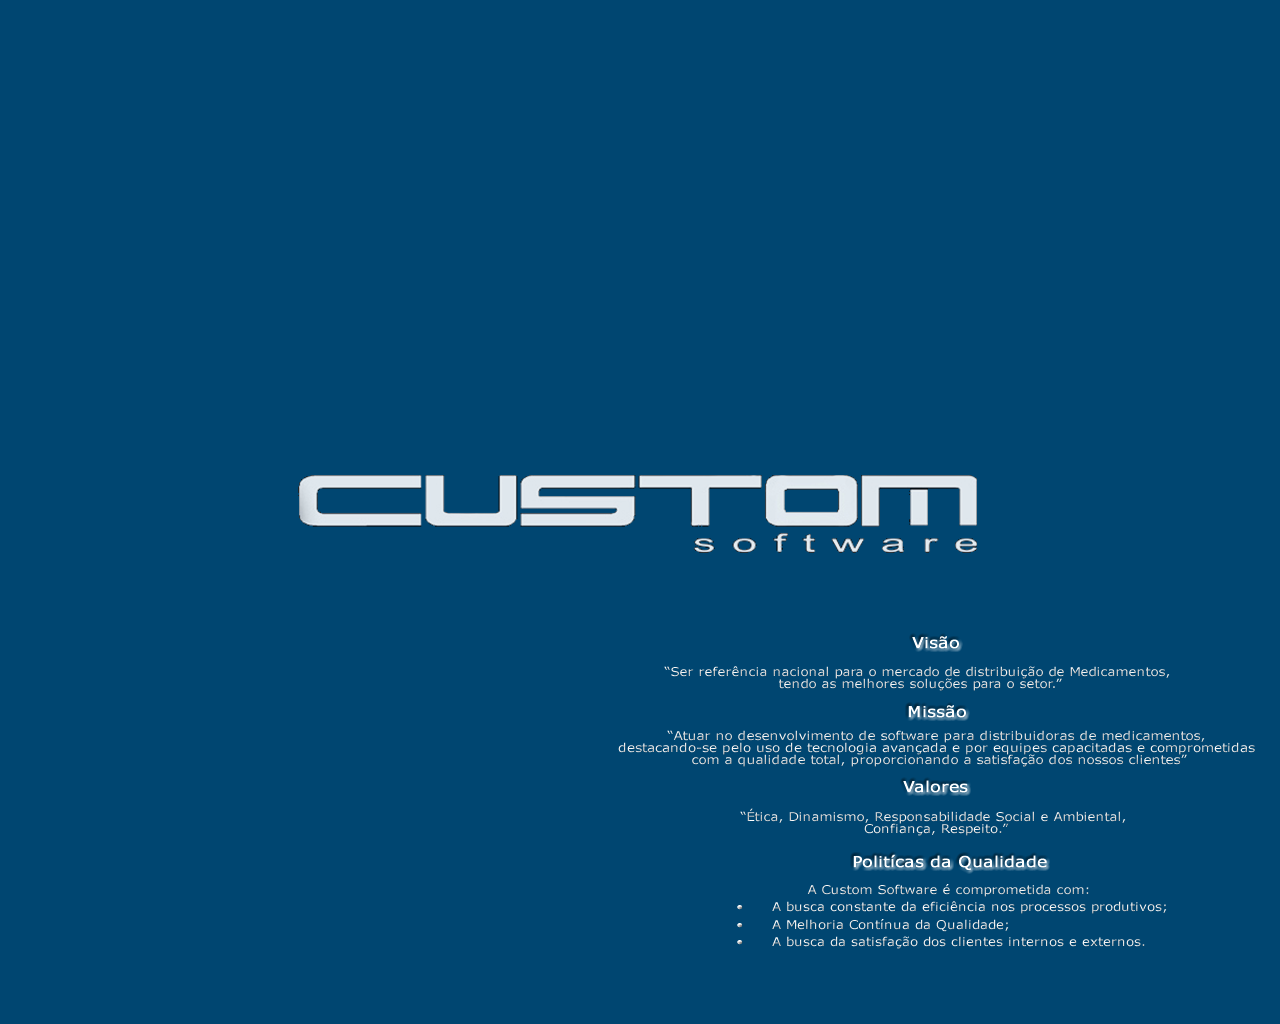 CUSTOM
software
Visão
“Ser referência nacional para o mercado de distribuição de Medicamentos,
tendo as melhores soluções para o setor.”
Missão
“Atuar no desenvolvimento de software para distribuidoras de medicamentos,
destacando-se pelo uso de tecnologia avançada e por equipes capacitadas e comprometidas
com a qualidade total, proporcionando a satisfação dos nossos clientes”
Valores
“Ética, Dinamismo, Responsabilidade Social e Ambiental,
Confiança, Respeito.”
Politícas da Qualidade
A Custom Software é comprometida com:
• A busca constante da eficiência nos processos produtivos;
• A Melhoria Contínua da Qualidade;
• A busca da satisfação dos clientes internos e externos.